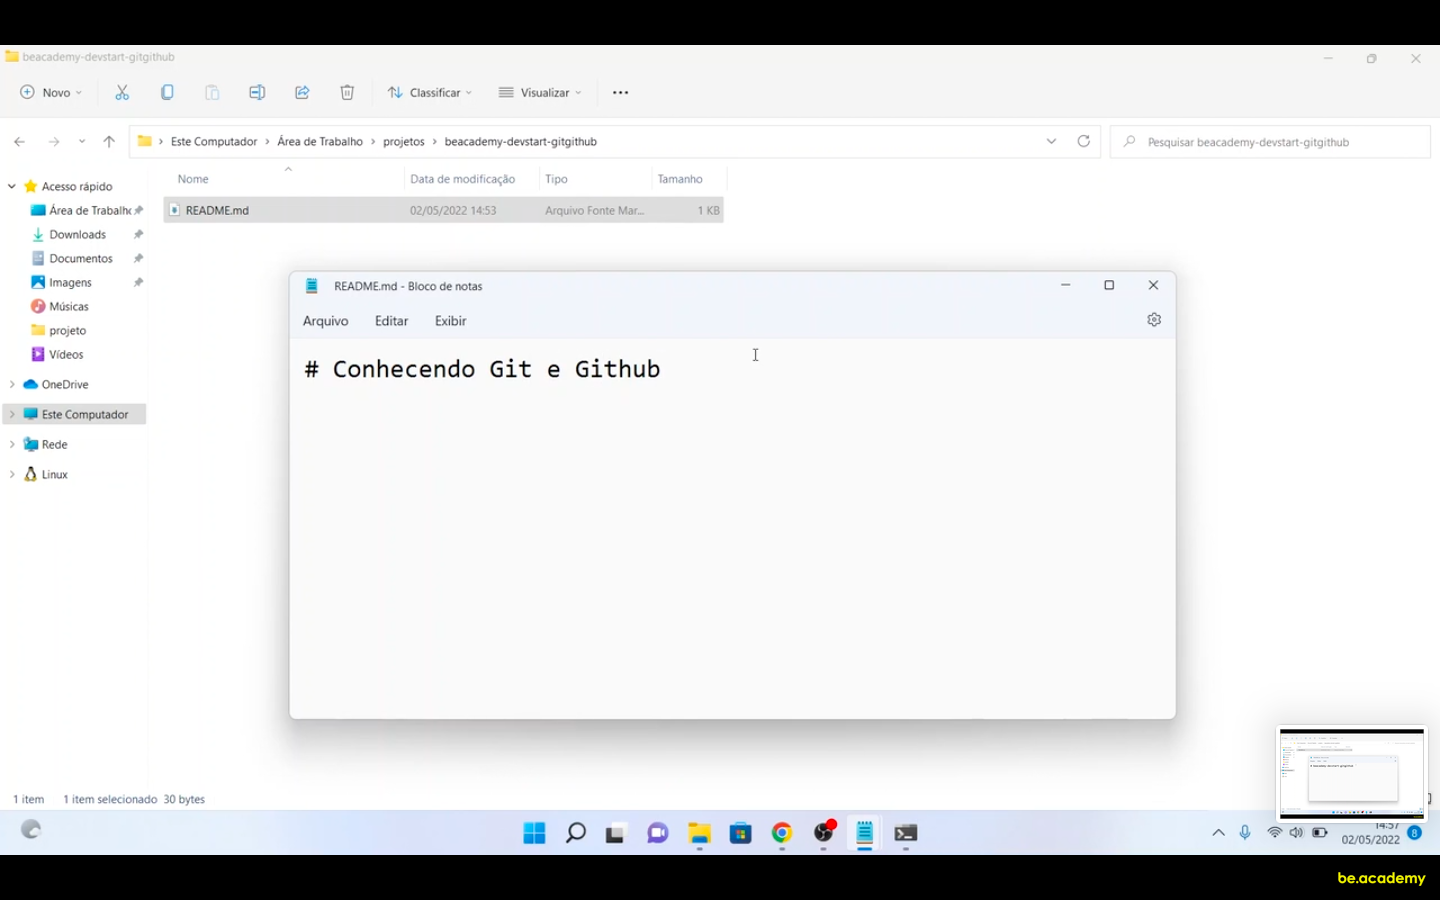 beacademy-devstart-gitgithub
Novo
Classificar
Visualizar
Este Computador > Área de Trabalho > projetos > beacademy-devstart-gitgithub
Pesquisar beacademy-devstart-gitgithub
Nome Data de modificação Tipo Tamanho
Acesso rápido
README.md 02/05/2022 14:53 Arquivo Fonte Mar... 1 KB
Área de Trabalho
Downloads
Documentos
Imagens
Músicas
projeto
Vídeos
OneDrive
Este Computador
Rede
Linux
README.md - Bloco de notas
Arquivo Editar Exibir
# Conhecendo Git e Github
1 item 1 item selecionado 30 bytes
14:57
02/05/2022
8
be.academy